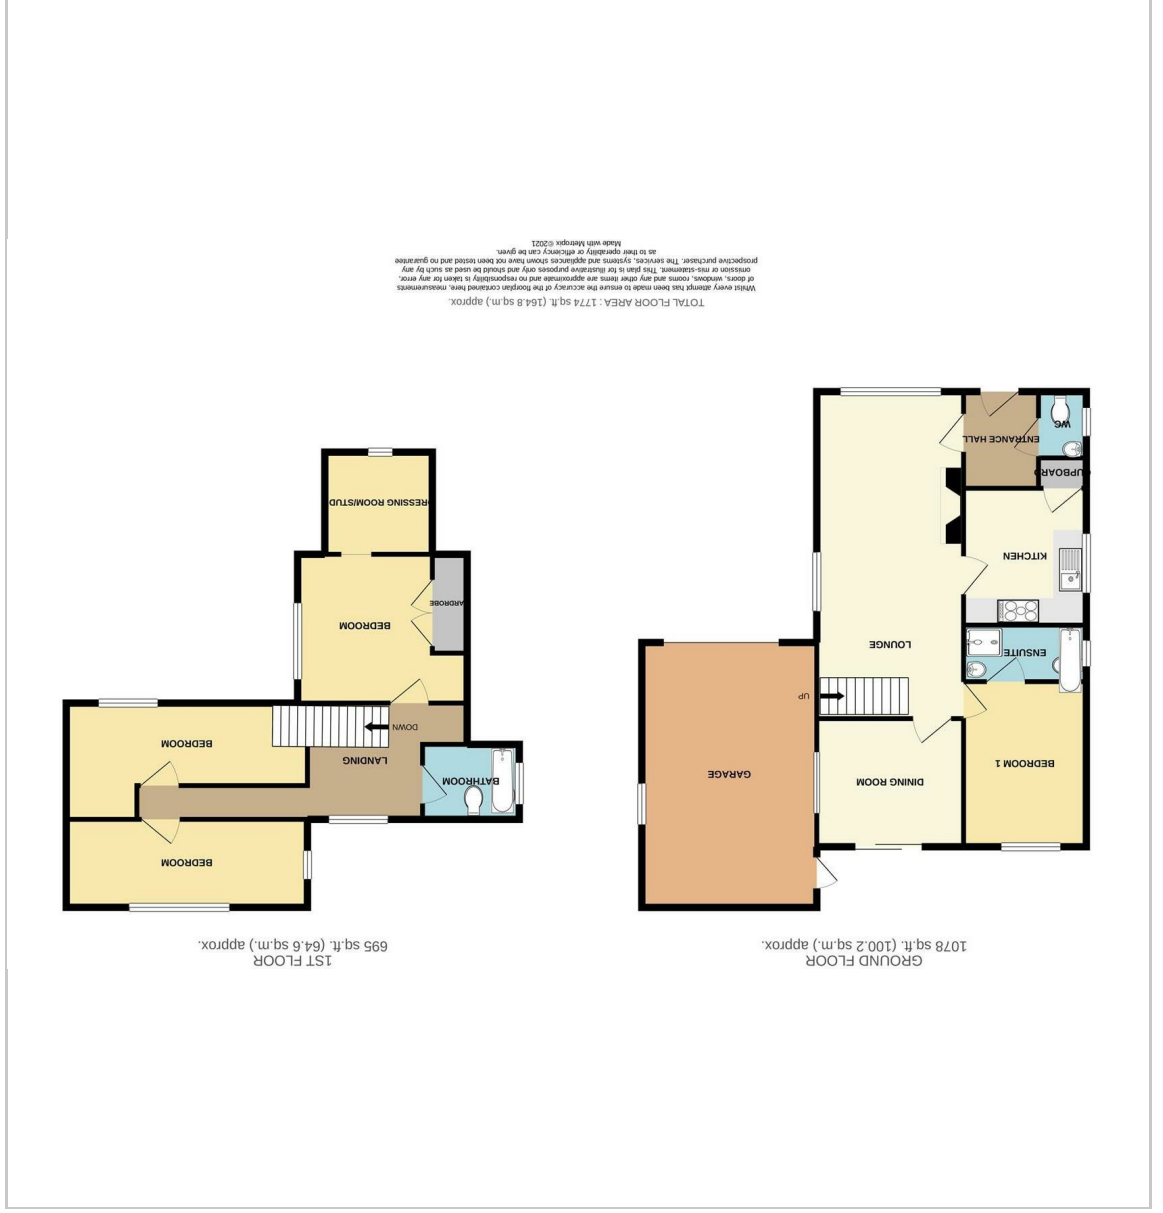 GROUND FLOOR
1078 sq.ft. (100.2 sq.m.) approx.
1ST FLOOR
695 sq.ft. (64.6 sq.m.) approx.
BEDROOM 1
DINING ROOM
GARAGE
UP
LOUNGE
ENSUITE
KITCHEN
CUPBOARD
ENTRANCE HALL
WC
BEDROOM
BATHROOM
LANDING
BEDROOM
DOWN
BEDROOM
ARDROBE
RESSING ROOM/STUD
TOTAL FLOOR AREA : 1774 sq.ft. (164.8 sq.m.) approx.
Whilst every attempt has been made to ensure the accuracy of the floorplan contained here, measurements
of doors, windows, rooms and any other items are approximate and no responsibility is taken for any error,
omission or mis-statement. This plan is for illustrative purposes only and should be used as such by any
prospective purchaser. The services, systems and appliances shown have not been tested and no guarantee
as to their operability or efficiency can be given.
Made with Metropix ©2021